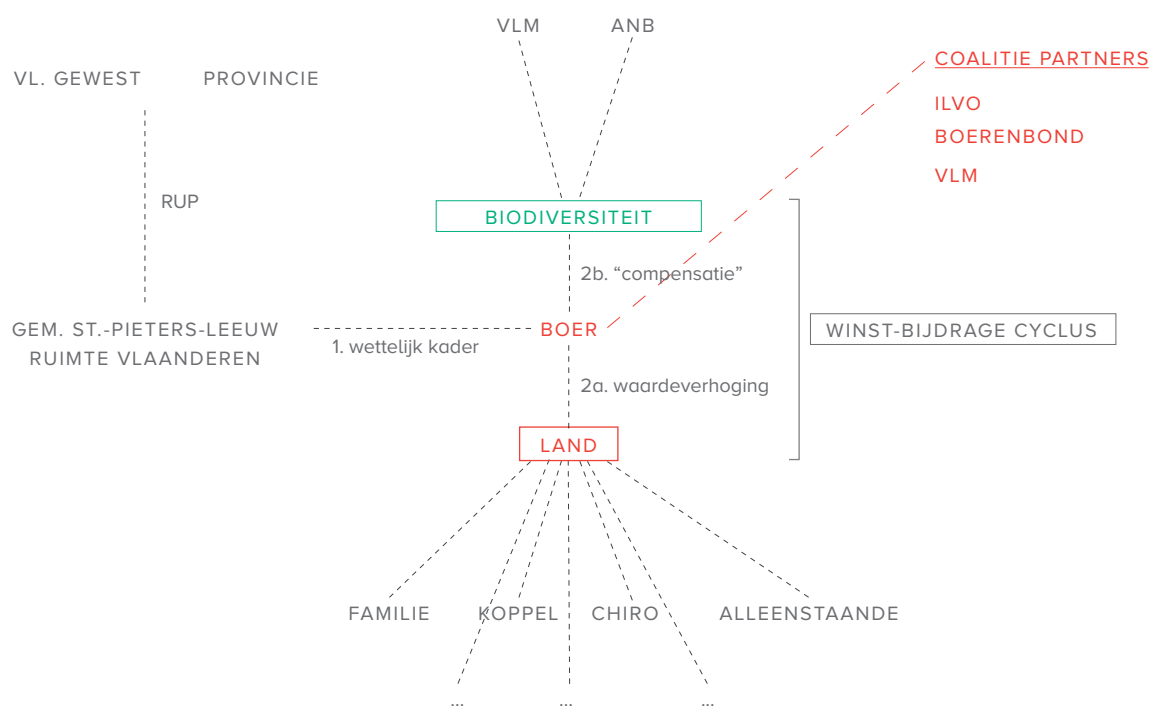 VLM
ANB
VL. GEWEST
PROVINCIE
COALITIE PARTNERS
ILVO
BOERENBOND
VLM
RUP
BIODIVERSITEIT
2b. “compensatie”
GEM. ST.-PIETERS-LEEUW
RUIMTE VLAANDEREN
1. wettelijk kader
BOER
WINST-BIJDRAGE CYCLUS
2a. waardeverhoging
LAND
FAMILIE
KOPPEL
CHIRO
ALLEENSTAANDE
...
...
...